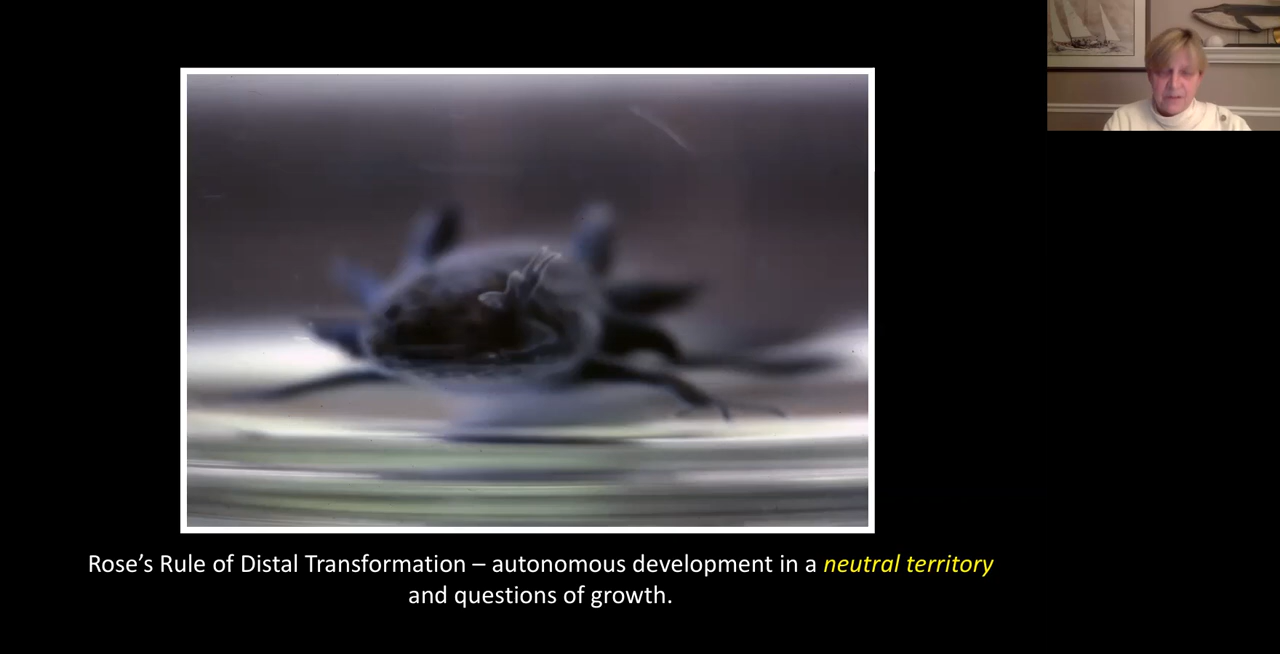 Rose’s Rule of Distal Transformation – autonomous development in a neutral territory
and questions of growth.